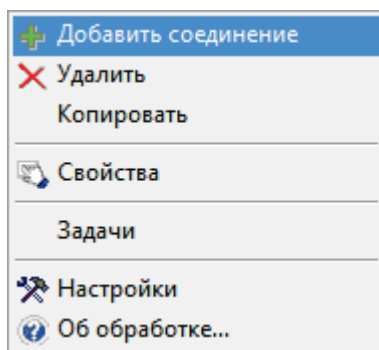 Добавить соединение
Удалить
Копировать
Свойства
Задачи
Настройки
Об обработке...